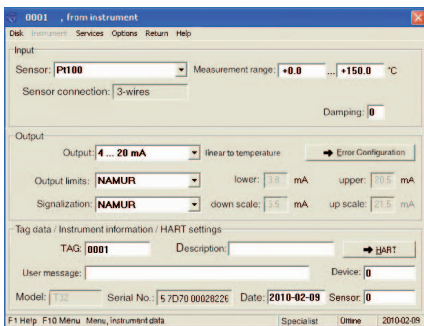 0001 , from instrument
Disk Instrument Services Options Return Help
Input
Sensor: Pt100 Measurement range: +0.0 ... +150.0 °C
Sensor connection: 3-wires
Damping: 0
Output
Output: 4 ... 20 mA linear to temperature → Error Configuration
Output limits: NAMUR lower: 3.8 mA upper: 20.5 mA
Signalization: NAMUR down scale: 3.5 mA up scale: 21.5 mA
Tag data / Instrument information / HART settings
TAG: 0001 Description: → HART
User message: Device: 0
Model: T32 Serial No.: 57D70 00028226 Date: 2010-02-09 Sensor: 0
F1 Help F10 Menu Menu, instrument data Specialist Offline 2010-02-09